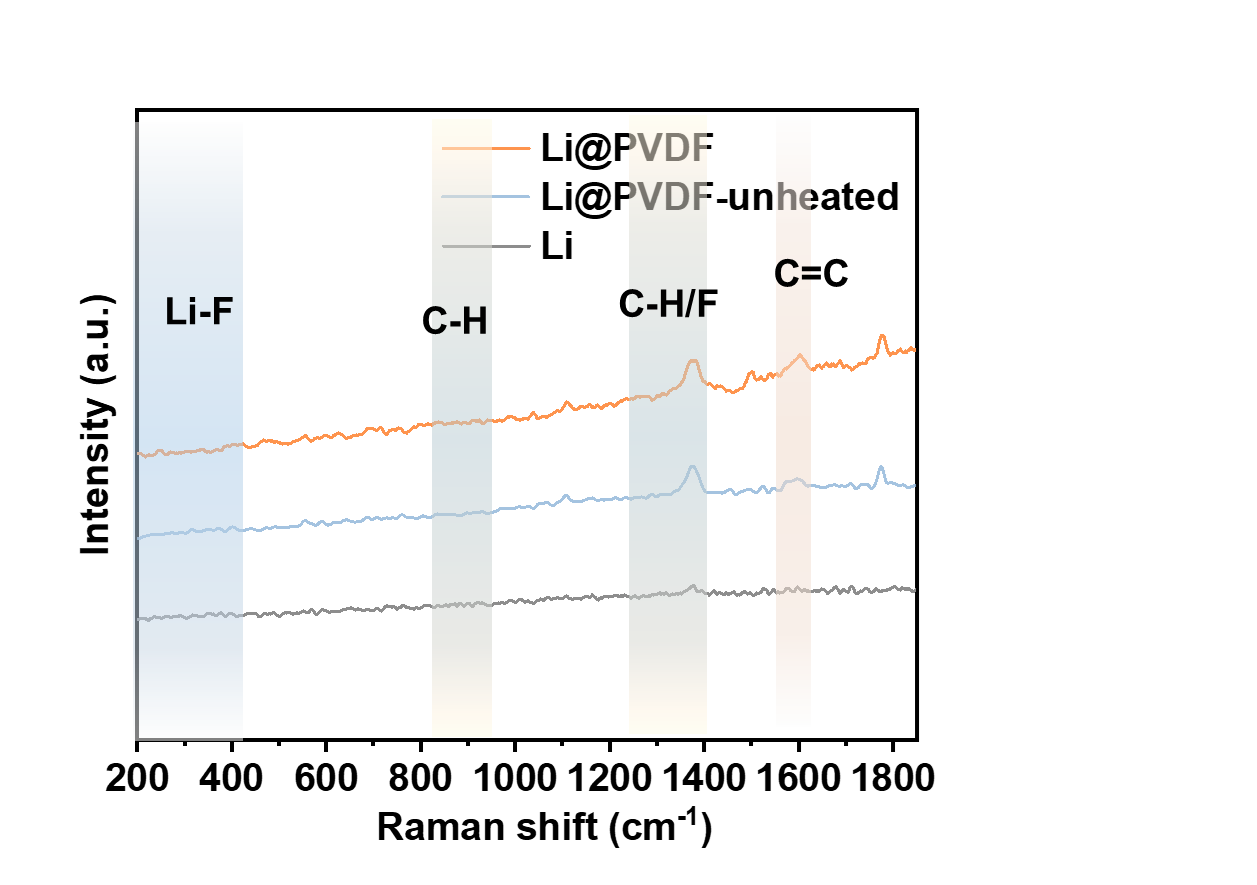 Li@PVDF
Li@PVDF-unheated
Li
C=C
C-H/F
Li-F
C-H
Intensity (a.u.)
200 400 600 800 1000 1200 1400 1600 1800
Raman shift (cm⁻¹)